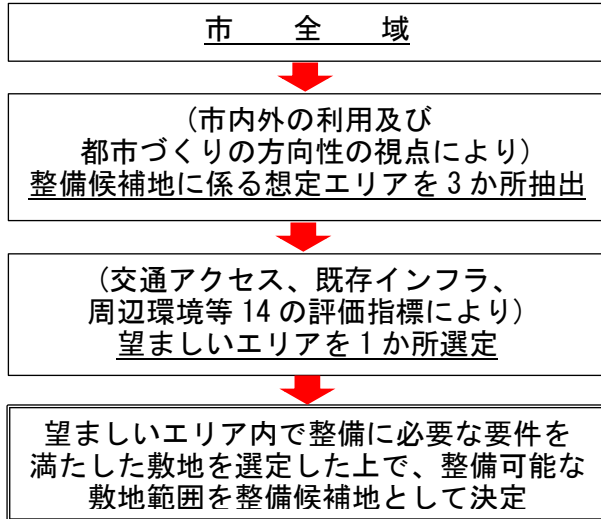 市　全　域
(市内外の利用及び
都市づくりの方向性の視点により)
整備候補地に係る想定エリアを3か所抽出
(交通アクセス、既存インフラ、
周辺環境等14の評価指標により)
望ましいエリアを1か所選定
望ましいエリア内で整備に必要な要件を
満たした敷地を選定した上で、整備可能な
敷地範囲を整備候補地として決定